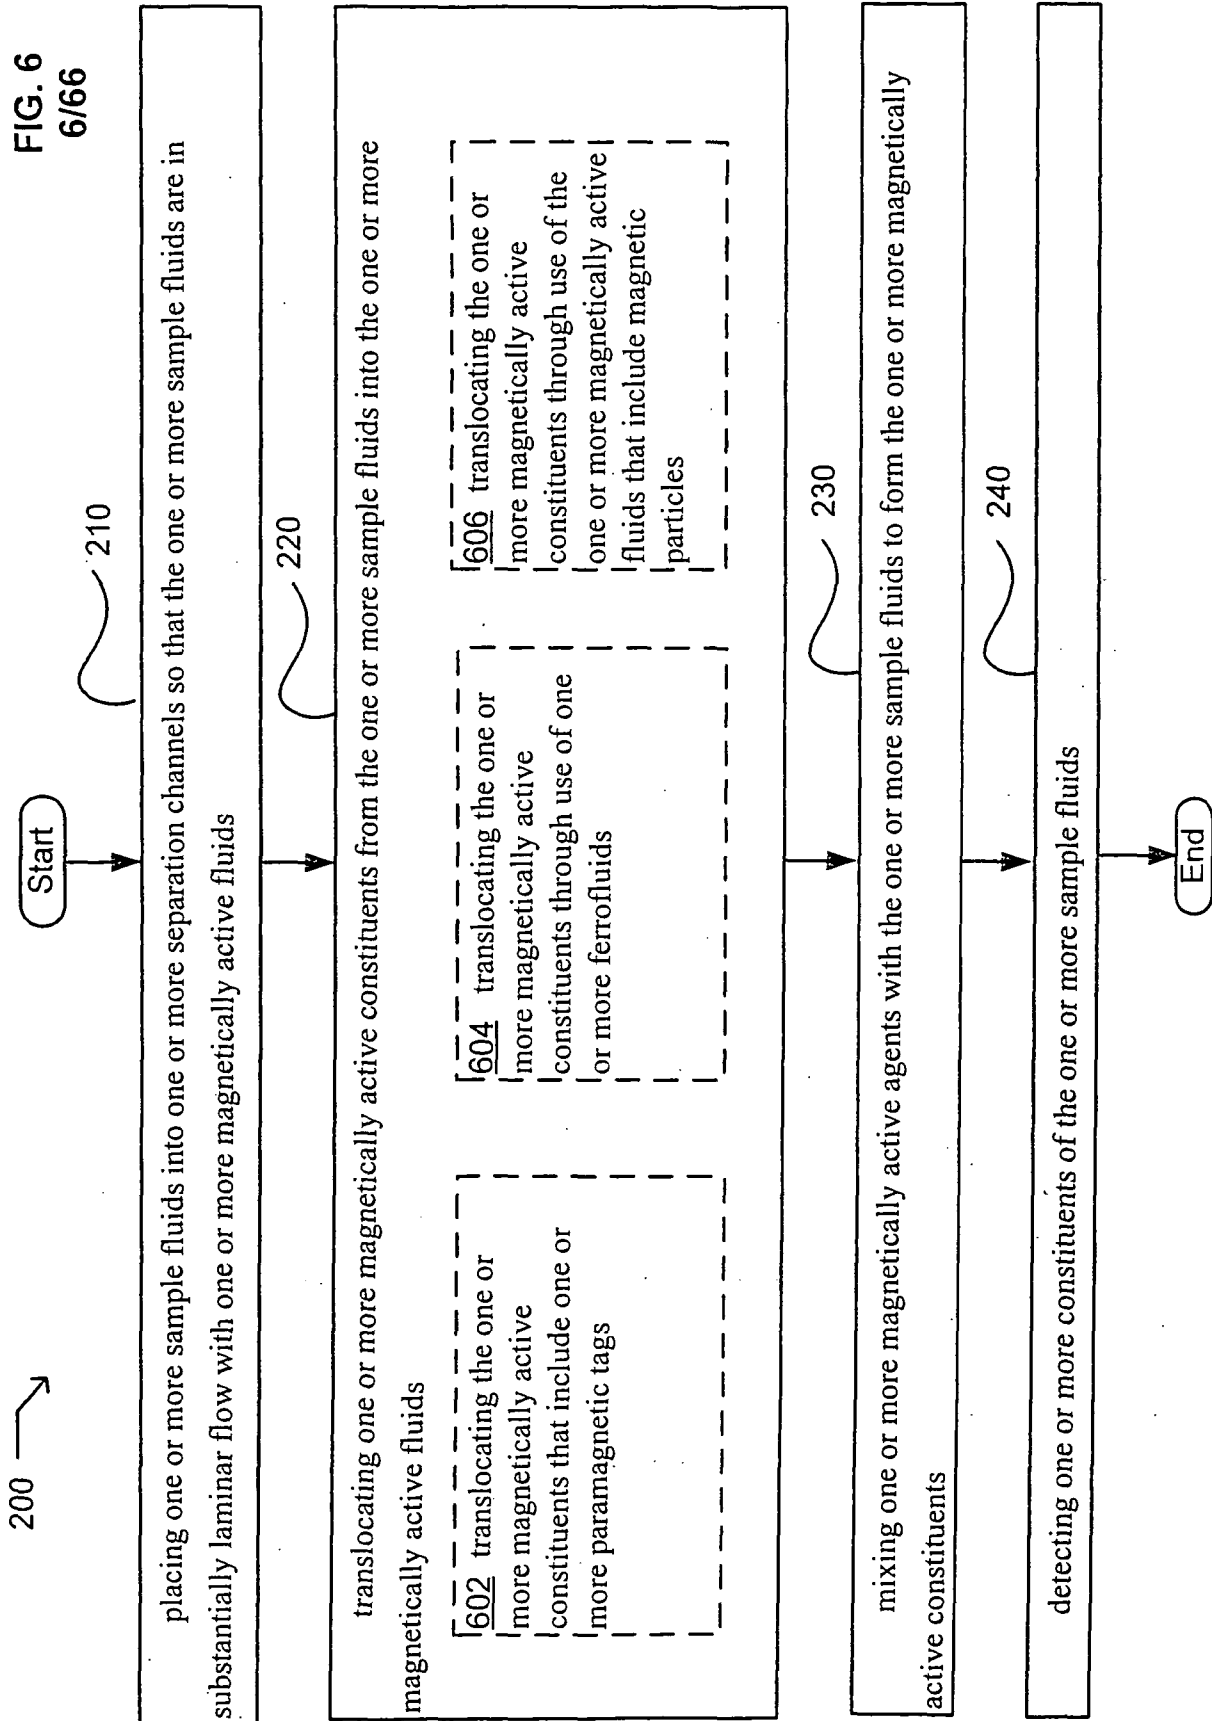 FIG. 6
6/66
200
Start
210
placing one or more sample fluids into one or more separation channels so that the one or more sample fluids are in
substantially laminar flow with one or more magnetically active fluids
220
translocating one or more magnetically active constituents from the one or more sample fluids into the one or more
magnetically active fluids
602 translocating the one or
more magnetically active
constituents that include one or
more paramagnetic tags
604 translocating the one or
more magnetically active
constituents through use of one
or more ferrofluids
606 translocating the one or
more magnetically active
constituents through use of the
one or more magnetically active
fluids that include magnetic
particles
230
mixing one or more magnetically active agents with the one or more sample fluids to form the one or more magnetically
active constituents
240
detecting one or more constituents of the one or more sample fluids
End